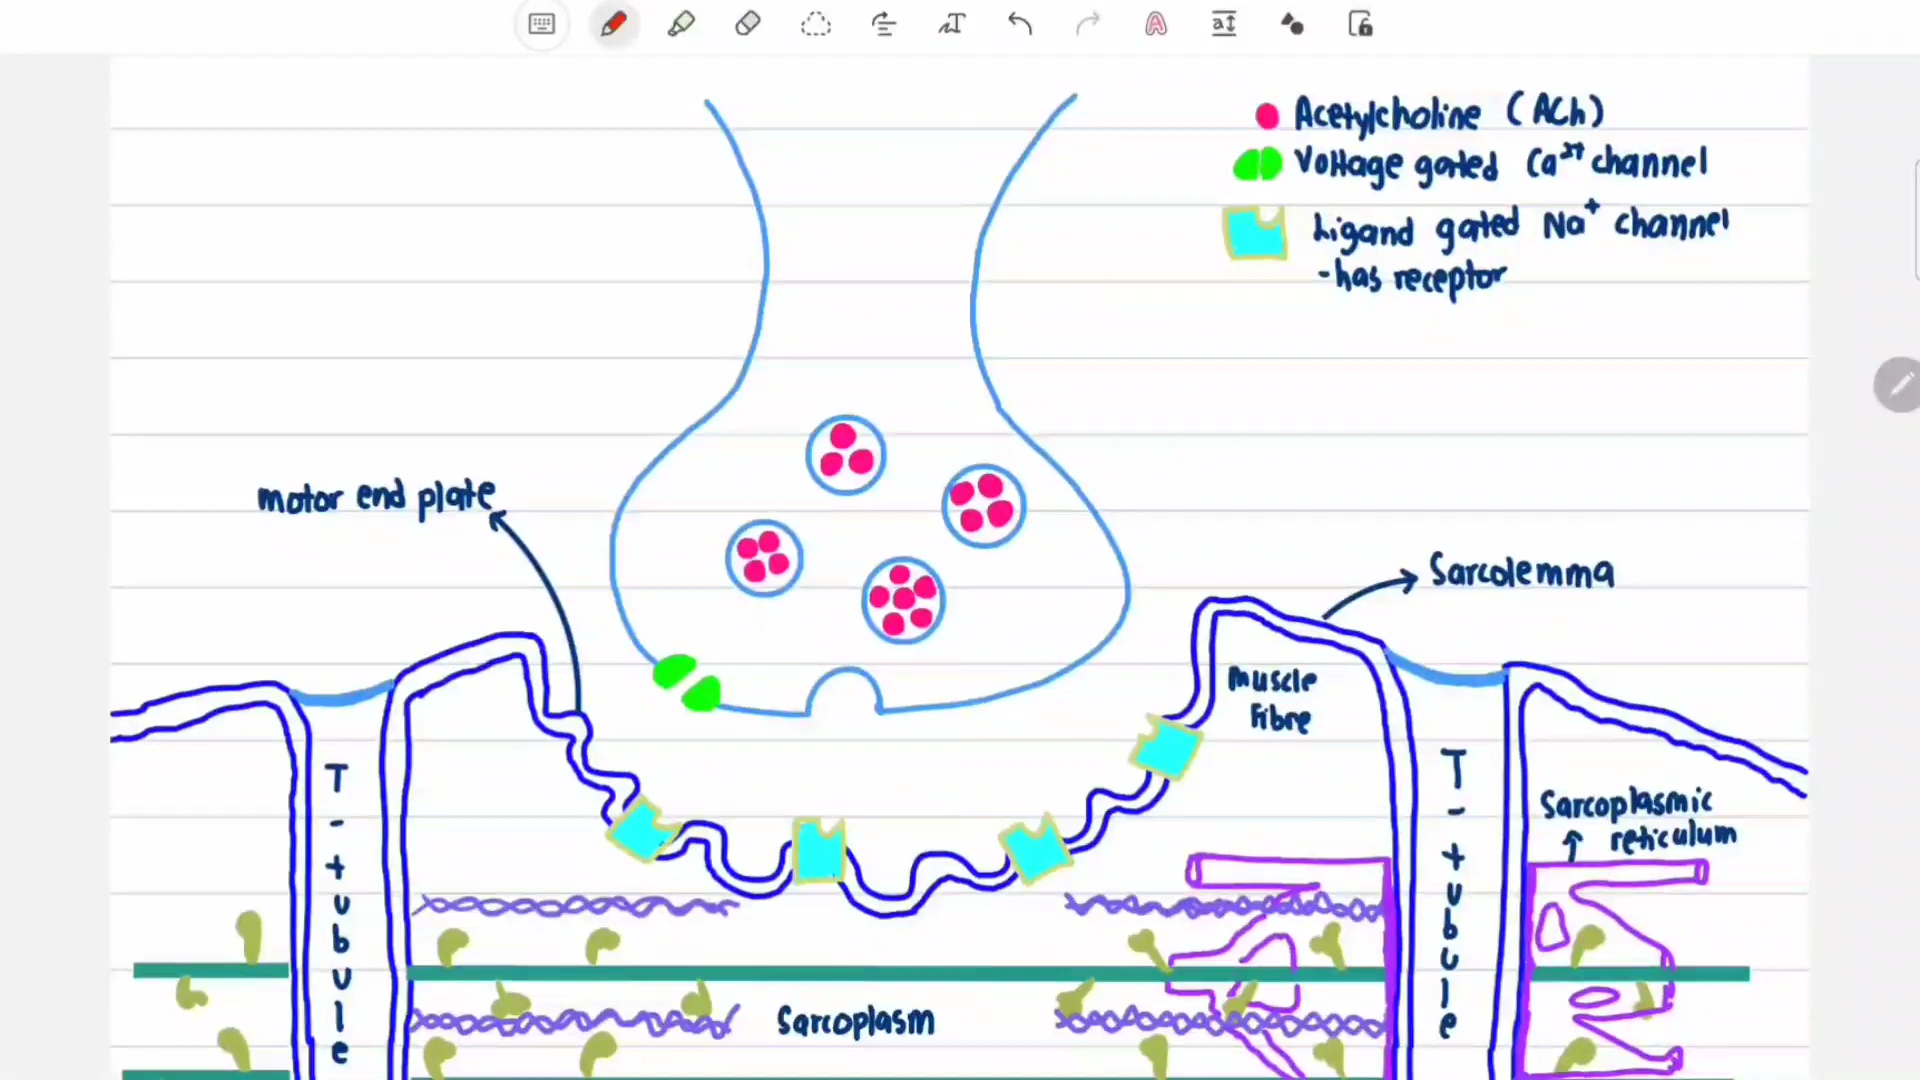 Acetylcholine (ACh)
Voltage gated Ca²⁺ channel
Ligand gated Na⁺ channel
-has receptor
motor end plate
Sarcolemma
Muscle
Fibre
T-tubule
T-tubule
Sarcoplasmic
reticulum
Sarcoplasm